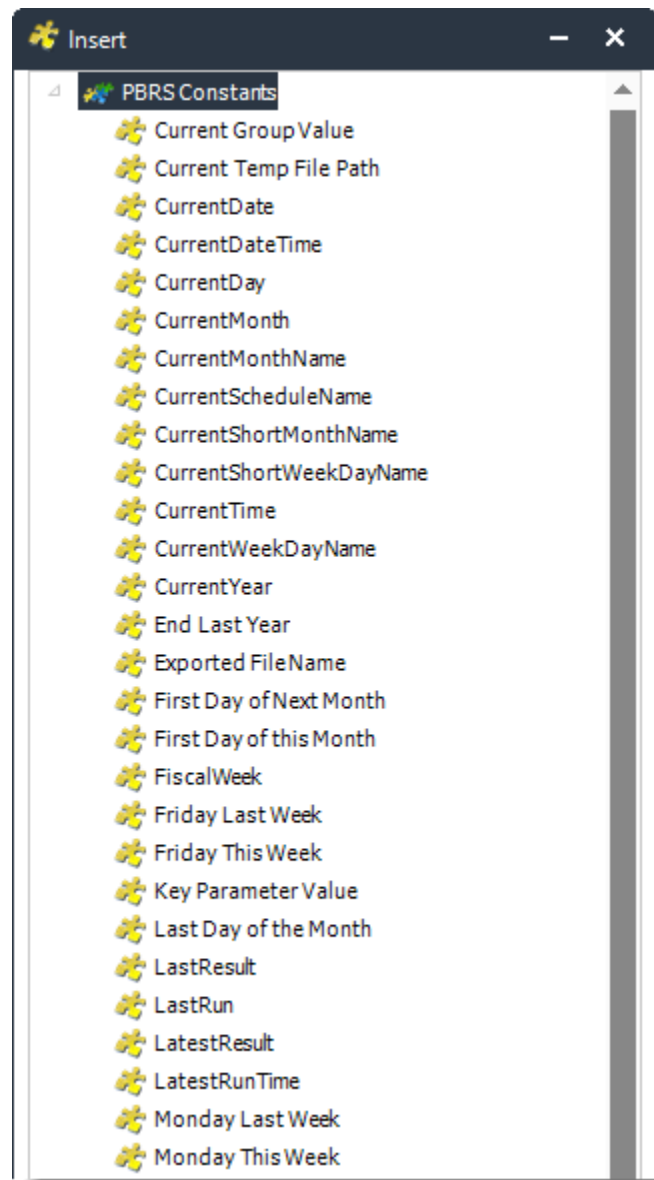 Insert
PBRS Constants
Current Group Value
Current Temp File Path
CurrentDate
CurrentDateTime
CurrentDay
CurrentMonth
CurrentMonthName
CurrentScheduleName
CurrentShortMonthName
CurrentShortWeekDayName
CurrentTime
CurrentWeekDayName
CurrentYear
End Last Year
Exported FileName
First Day of Next Month
First Day of this Month
FiscalWeek
Friday Last Week
Friday This Week
Key Parameter Value
Last Day of the Month
LastResult
LastRun
LatestResult
LatestRunTime
Monday Last Week
Monday This Week